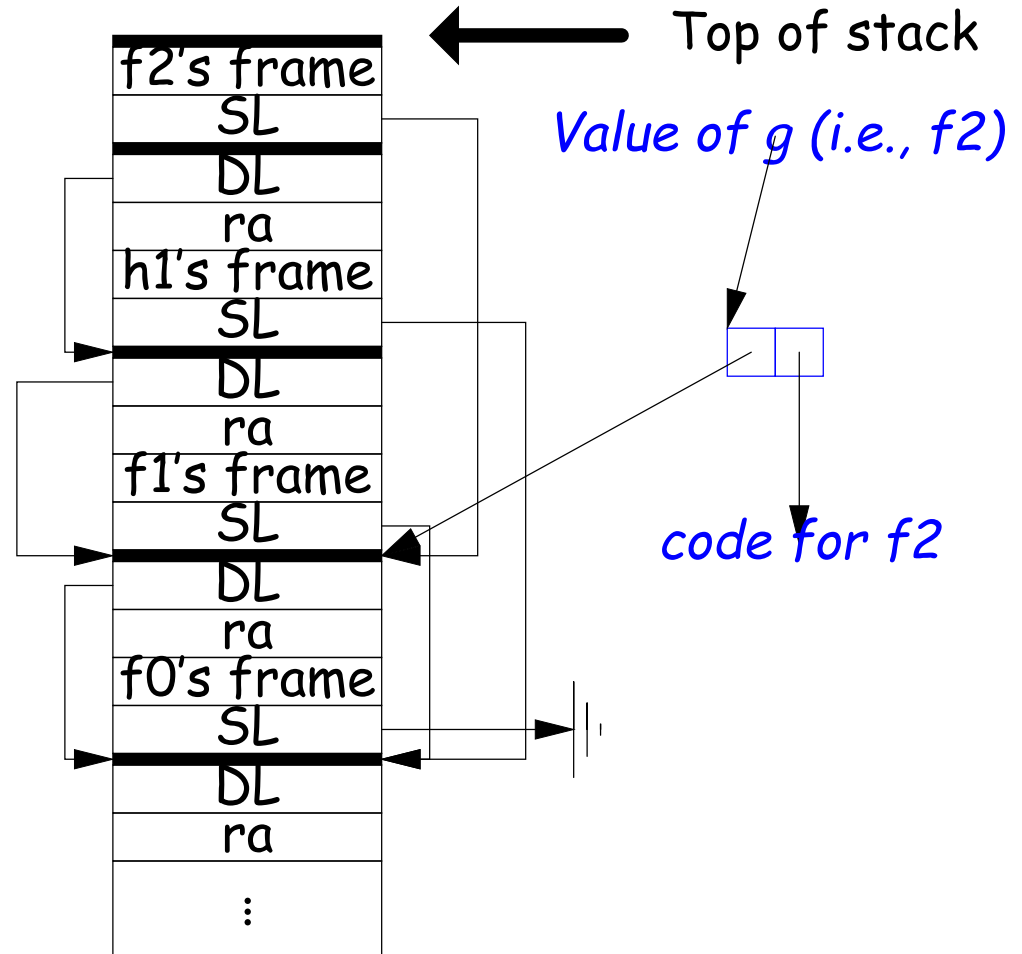 Top of stack
f2's frame
SL
Value of g (i.e., f2)
DL
ra
h1's frame
SL
DL
ra
f1's frame
SL
code for f2
DL
ra
f0's frame
SL
DL
ra
⋮